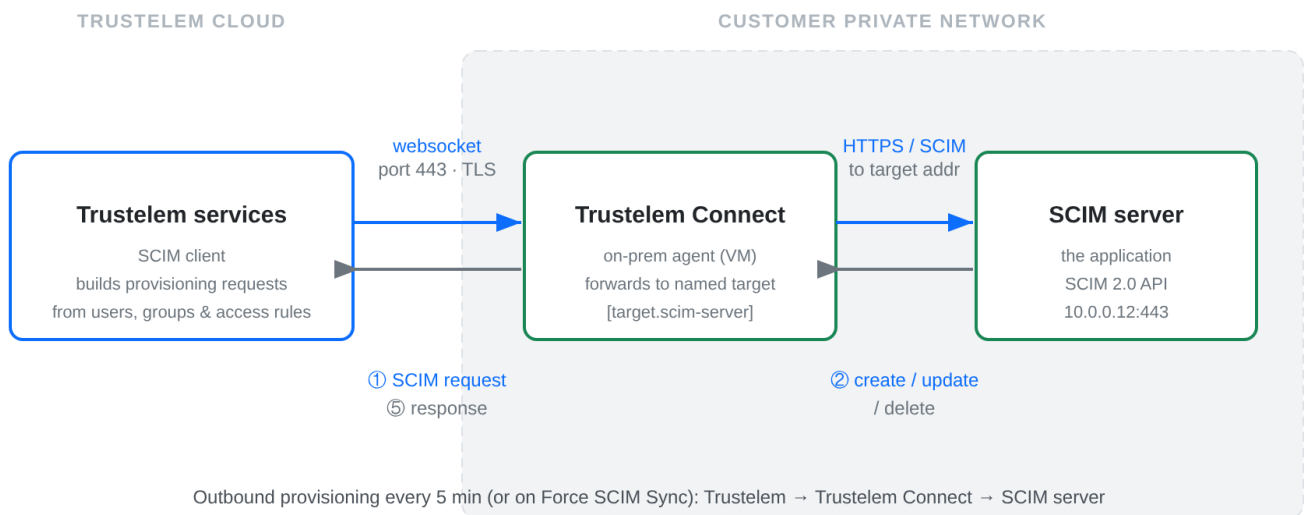 TRUSTELEM CLOUD
CUSTOMER PRIVATE NETWORK
websocket
port 443 · TLS
HTTPS / SCIM
to target addr
Trustelem services
SCIM client
builds provisioning requests
from users, groups & access rules
Trustelem Connect
on-prem agent (VM)
forwards to named target
[target.scim-server]
SCIM server
the application
SCIM 2.0 API
10.0.0.12:443
① SCIM request
⑤ response
② create / update
/ delete
Outbound provisioning every 5 min (or on Force SCIM Sync): Trustelem → Trustelem Connect → SCIM server